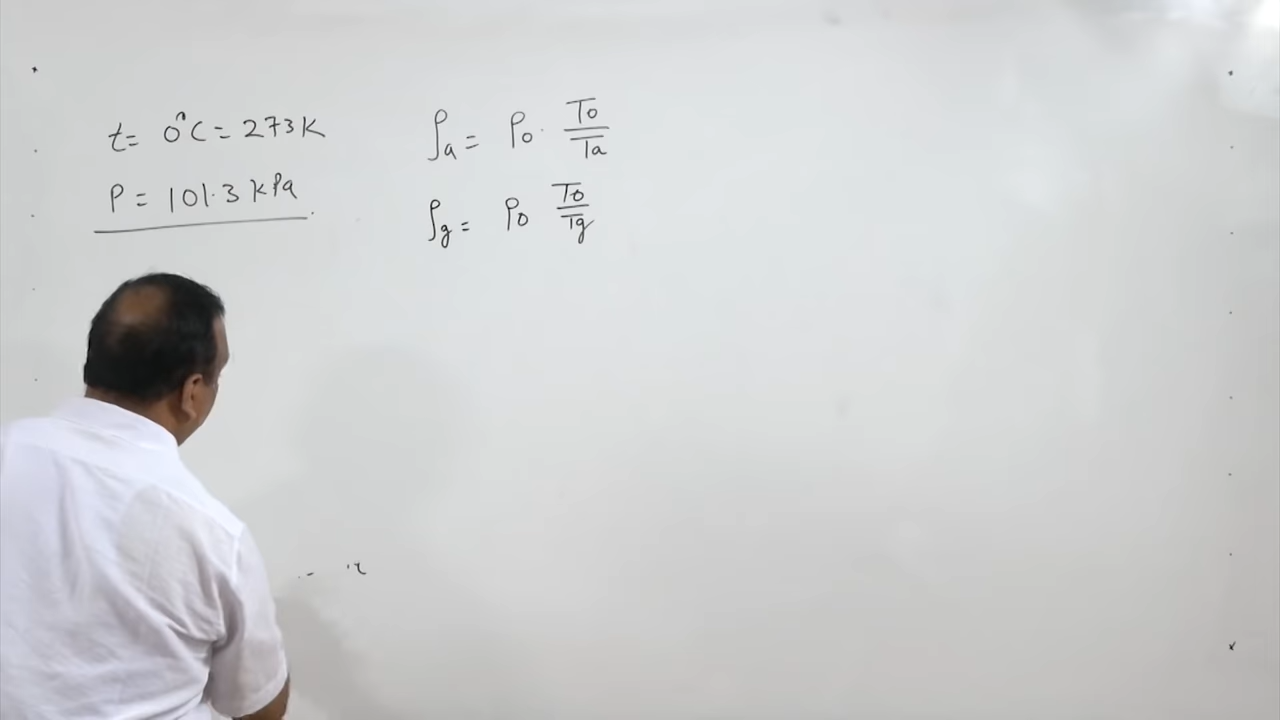 t = 0°C = 273K
P = 101.3 kPa
ρa = ρ0 · T0/Ta
ρg = ρ0 T0/Tg